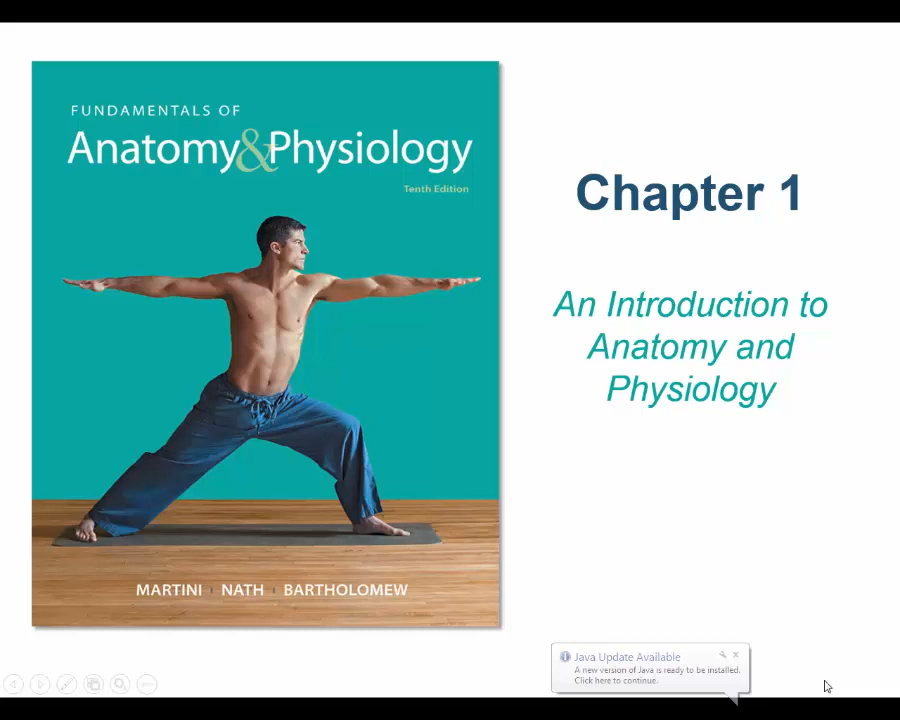 FUNDAMENTALS OF
Anatomy & Physiology
Tenth Edition
MARTINI NATH BARTHOLOMEW
Chapter 1
An Introduction to
Anatomy and
Physiology
Java Update Available
A new version of Java is ready to be installed.
Click here to continue.